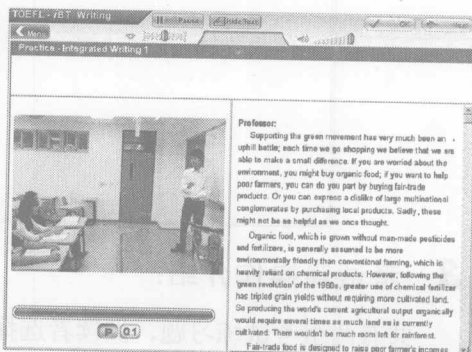 TOEFL - iBT Writing
Pause
Hide Text
OK
Menu
Practice - Integrated Writing 1
Professor:
Supporting the green movement has very much been an
uphill battle; each time we go shopping we believe that we are
able to make a small difference. If you are worried about the
environment, you might buy organic food; if you want to help
poor farmers, you can do you part by buying fair-trade
products. Or you can express a dislike of large multinational
conglomerates by purchasing local products. Sadly, these
might not be as helpful as we once thought.
Organic food, which is grown without man-made pesticides
and fertilizers, is generally assumed to be more
environmentally friendly than conventional farming, which is
heavily reliant on chemical products. However, following the
'green revolution' of the 1960s, greater use of chemical fertilizer
has tripled grain yields without requiring more cultivated land.
So producing the world's current agricultural output organically
would require several times as much land as is currently
cultivated. There wouldn't be much room left for rainforest.
Fair-trade food is designed to raise poor farmer's incomes
P Q1